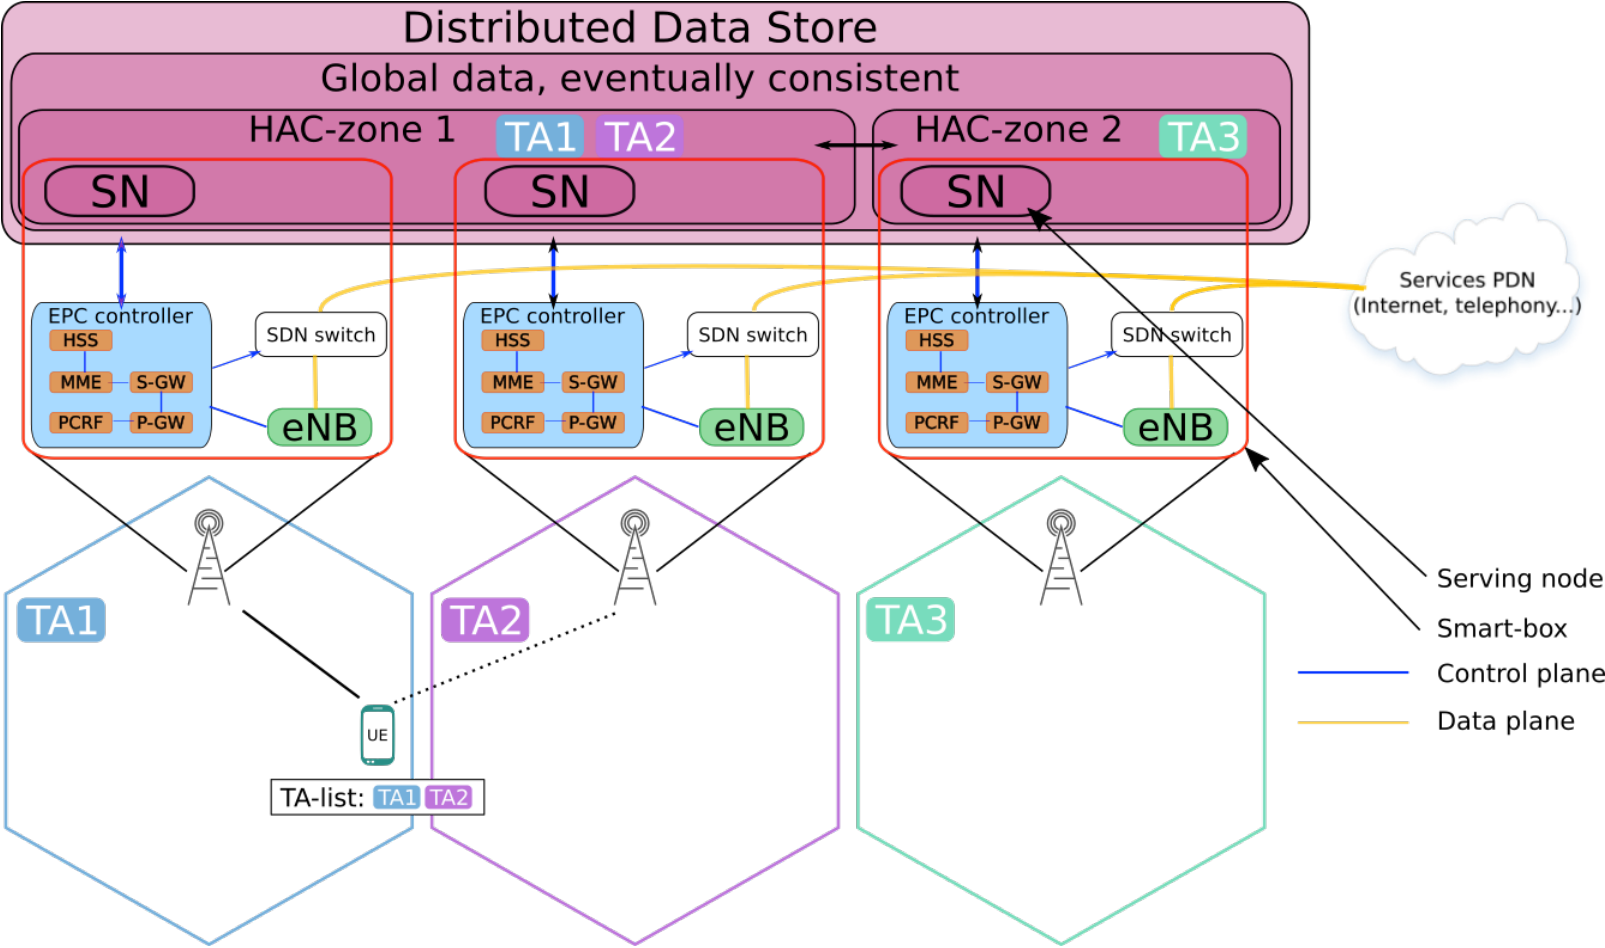 Distributed Data Store
Global data, eventually consistent
HAC-zone 1 TA1 TA2
HAC-zone 2 TA3
SN
SN
SN
Services PDN
(Internet, telephony...)
EPC controller
HSS
MME
S-GW
PCRF
P-GW
SDN switch
eNB
EPC controller
HSS
MME
S-GW
PCRF
P-GW
SDN switch
eNB
EPC controller
HSS
MME
S-GW
PCRF
P-GW
SDN switch
eNB
TA1
TA2
TA3
UE
TA-list: TA1 TA2
Serving node
Smart-box
Control plane
Data plane